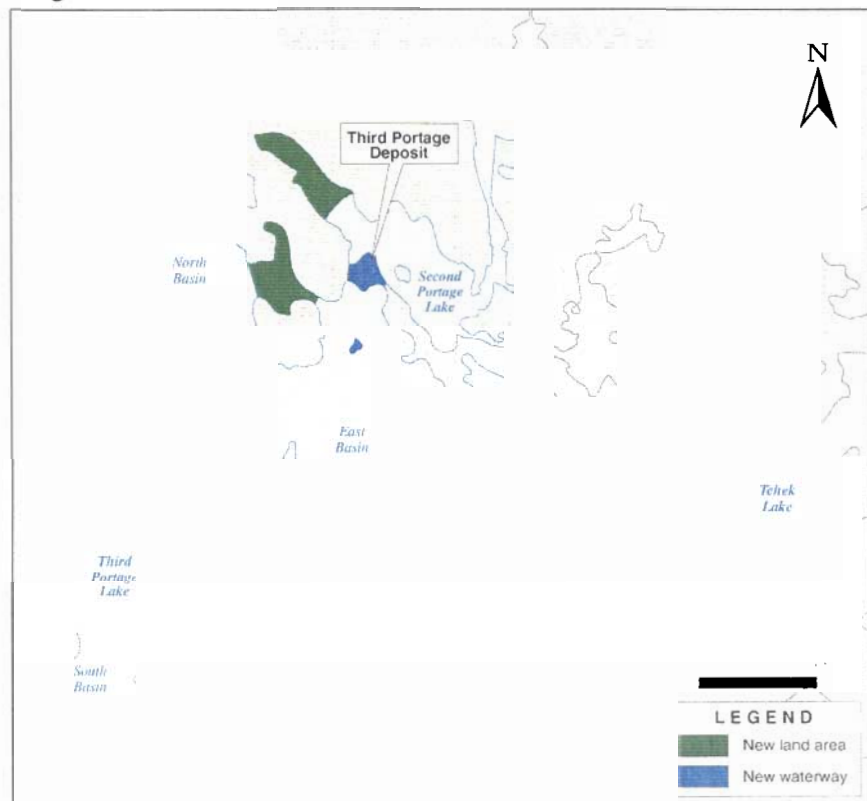 N
Third Portage
Deposit
North
Basin
Second
Portage
Lake
East
Basin
Tehek
Lake
Third
Portage
Lake
South
Basin
LEGEND
New land area
New waterway